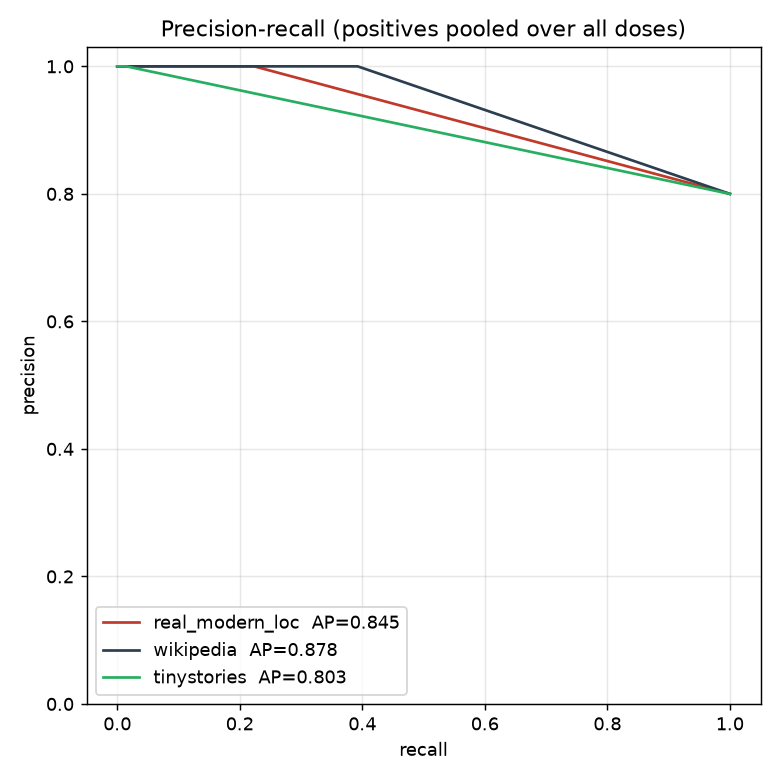 Precision-recall (positives pooled over all doses)
1.0
0.8
0.6
0.4
0.2
0.0
precision
real_modern_loc AP=0.845
wikipedia AP=0.878
tinystories AP=0.803
0.0 0.2 0.4 0.6 0.8 1.0
recall